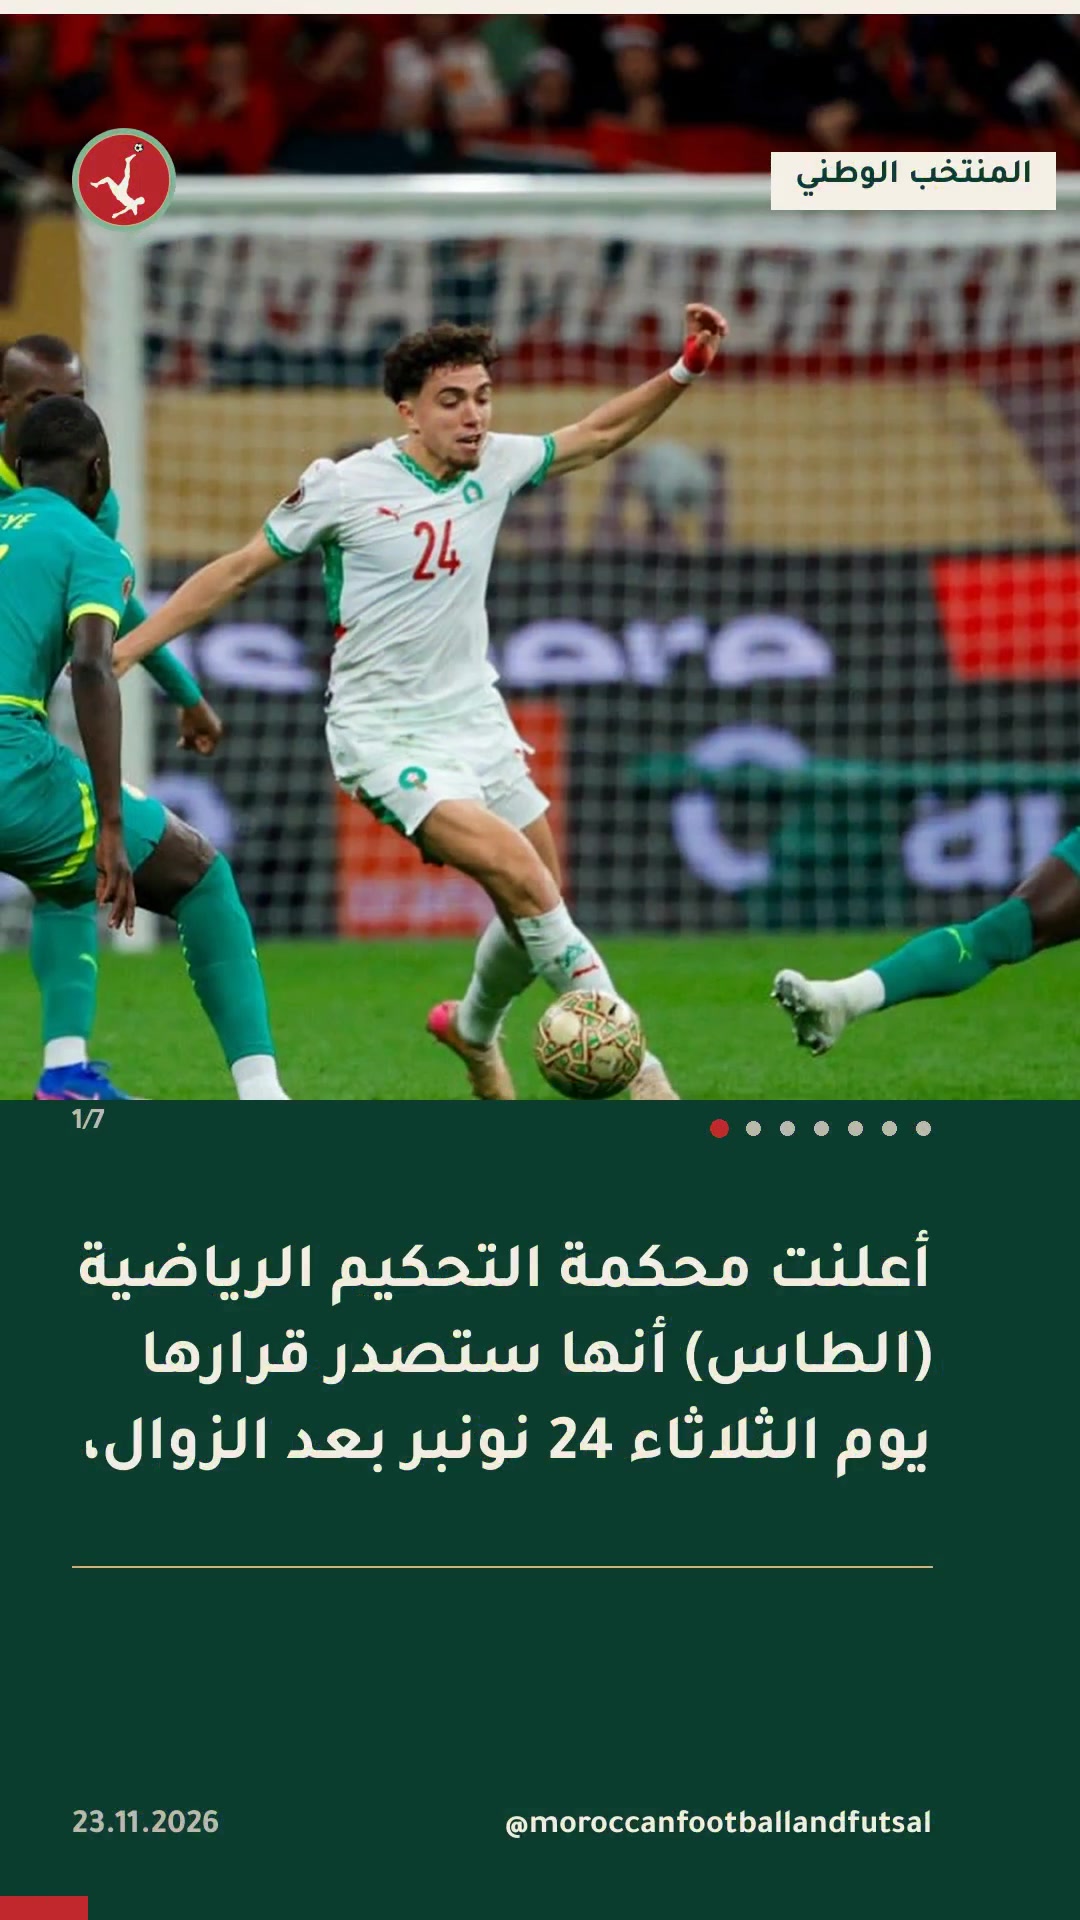 المنتخب الوطني
24
1/7
أعلنت محكمة التحكيم الرياضية
(الطاس) أنها ستصدر قرارها
يوم الثلاثاء 24 نونبر بعد الزوال،
23.11.2026
@moroccanfootballandfutsal